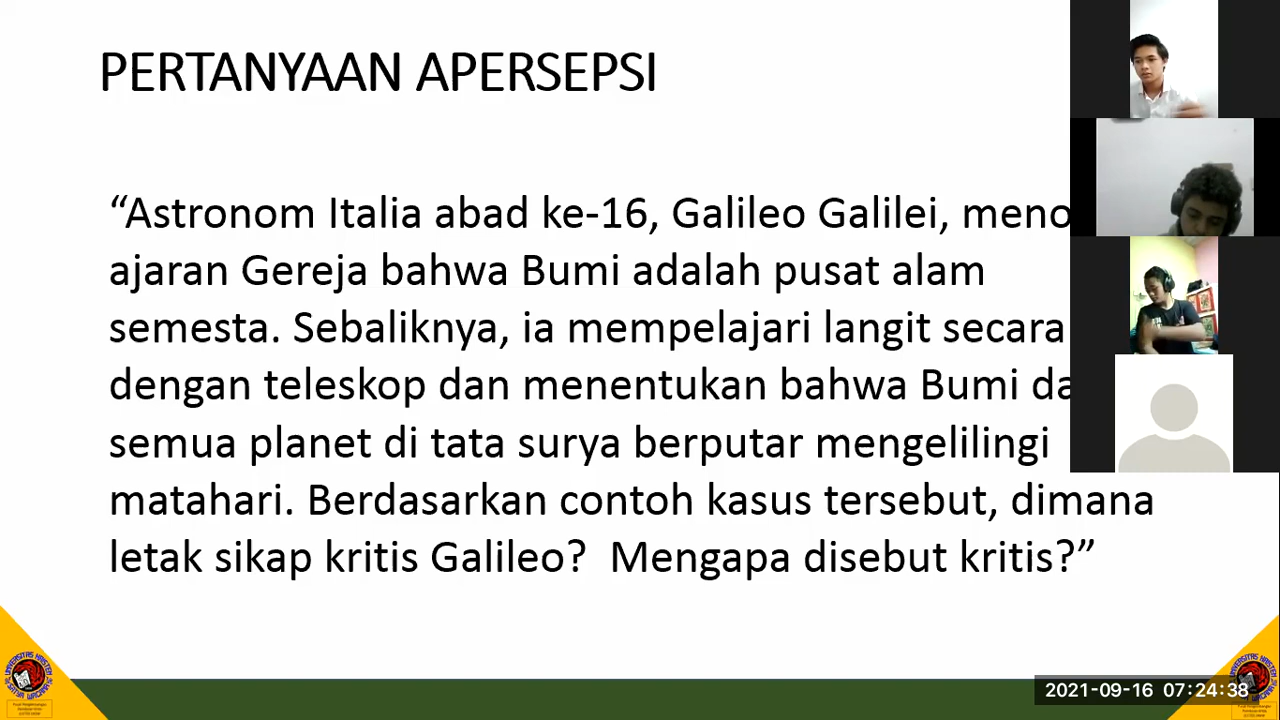 PERTANYAAN APERSEPSI
“Astronom Italia abad ke-16, Galileo Galilei, meno
ajaran Gereja bahwa Bumi adalah pusat alam
semesta. Sebaliknya, ia mempelajari langit secara
dengan teleskop dan menentukan bahwa Bumi da
semua planet di tata surya berputar mengelilingi
matahari. Berdasarkan contoh kasus tersebut, dimana
letak sikap kritis Galileo?  Mengapa disebut kritis?”
2021-09-16 07:24:38